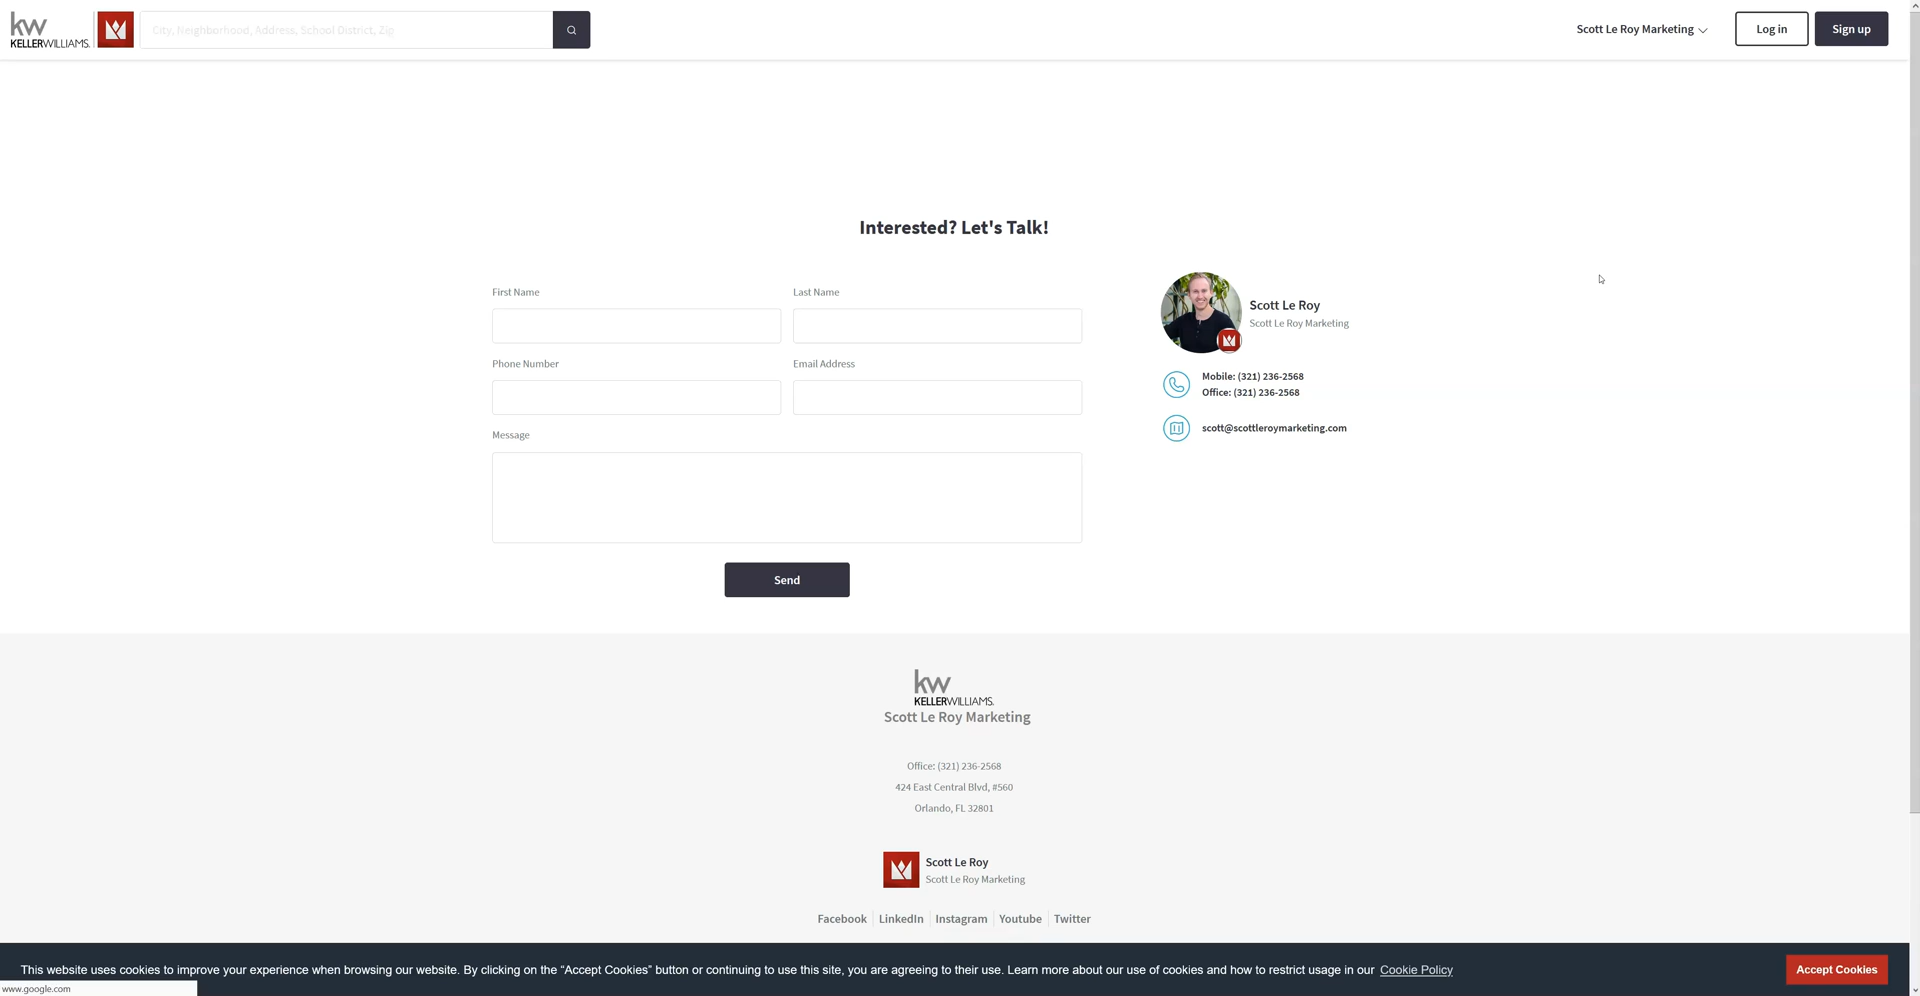 kw
KELLERWILLIAMS.
City, Neighborhood, Address, School District, Zip
Scott Le Roy Marketing
Log in
Sign up
Interested? Let's Talk!
First Name
Last Name
Phone Number
Email Address
Message
Send
Scott Le Roy
Scott Le Roy Marketing
Mobile: (321) 236-2568
Office: (321) 236-2568
scott@scottleroymarketing.com
kw
KELLERWILLIAMS.
Scott Le Roy Marketing
Office: (321) 236-2568
424 East Central Blvd, #560
Orlando, FL 32801
Scott Le Roy
Scott Le Roy Marketing
Facebook
LinkedIn
Instagram
Youtube
Twitter
This website uses cookies to improve your experience when browsing our website. By clicking on the “Accept Cookies” button or continuing to use this site, you are agreeing to their use. Learn more about our use of cookies and how to restrict usage in our Cookie Policy
Accept Cookies
www.google.com